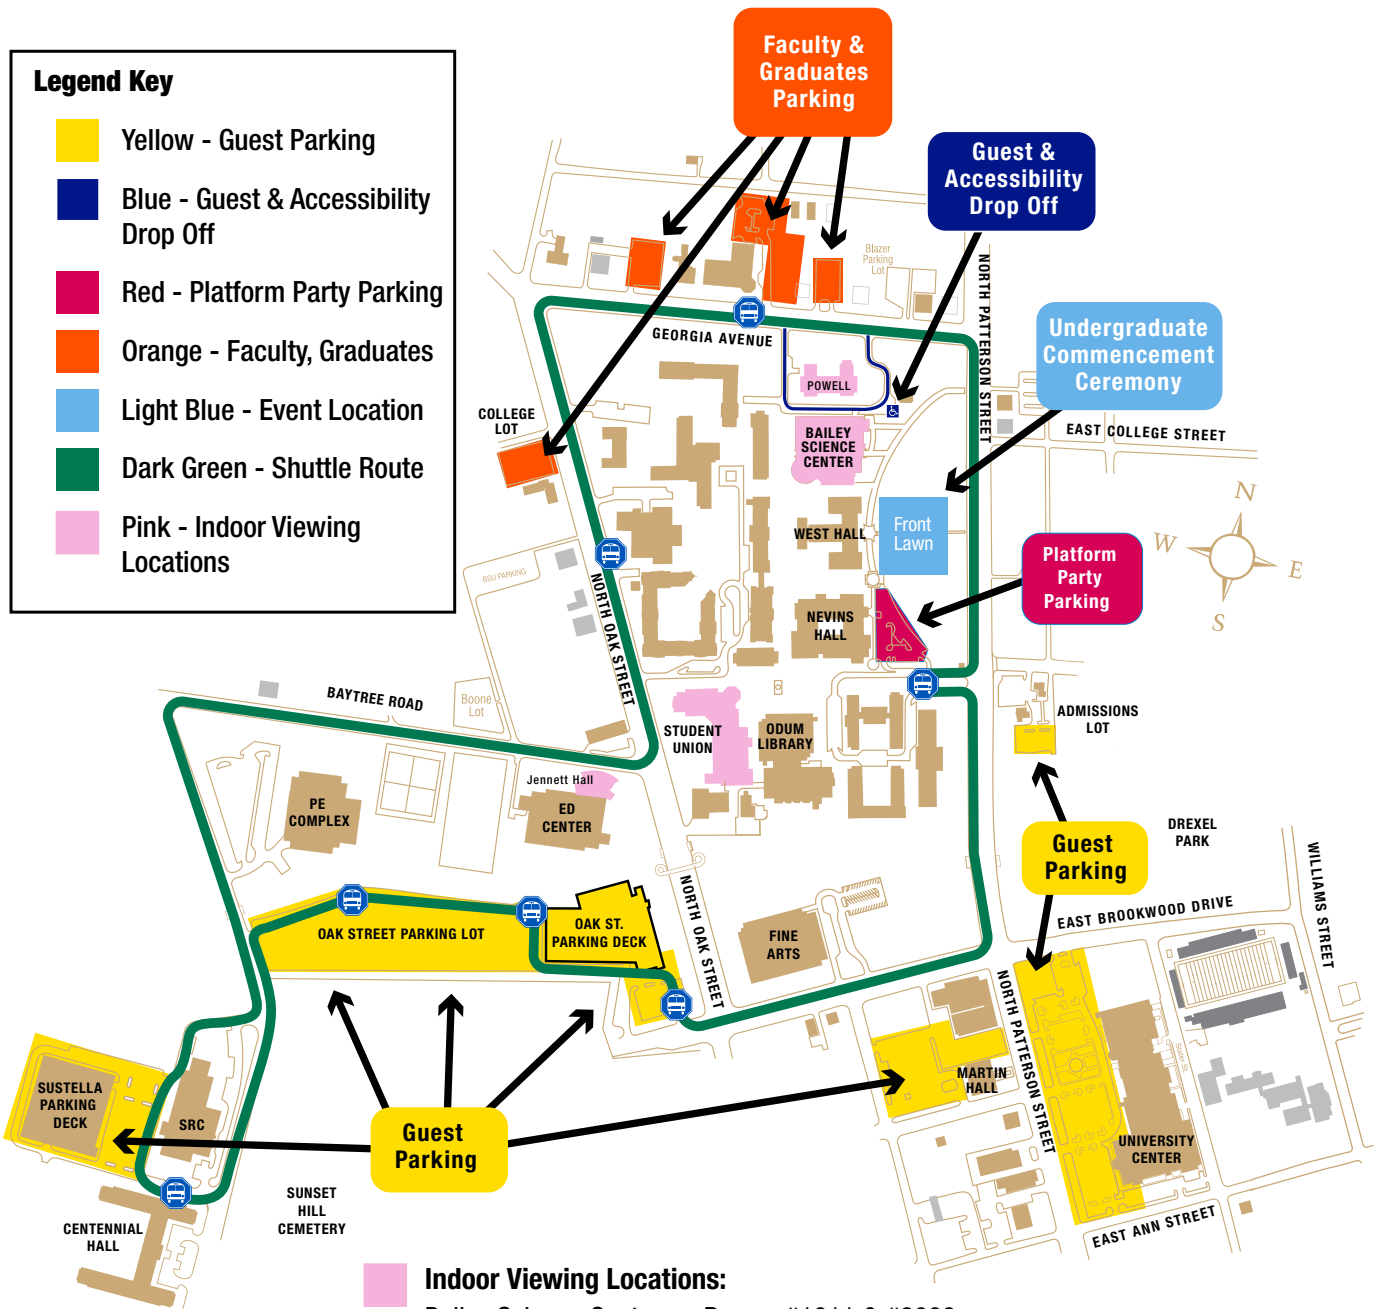 Legend Key
Yellow - Guest Parking
Blue - Guest & Accessibility
Drop Off
Red - Platform Party Parking
Orange - Faculty, Graduates
Light Blue - Event Location
Dark Green - Shuttle Route
Pink - Indoor Viewing
Locations
Faculty &
Graduates
Parking
Guest &
Accessibility
Drop Off
Blazer
Parking
Lot
NORTH PATTERSON STREET
Undergraduate
Commencement
Ceremony
GEORGIA AVENUE
POWELL
COLLEGE
LOT
BAILEY
SCIENCE
CENTER
EAST COLLEGE STREET
N
W
E
S
WEST HALL
Front
Lawn
Platform
Party
Parking
BSU PARKING
NORTH OAK STREET
NEVINS
HALL
BAYTREE ROAD
Boone
Lot
STUDENT
UNION
ODUM
LIBRARY
ADMISSIONS
LOT
Jennett Hall
PE
COMPLEX
ED
CENTER
Guest
Parking
DREXEL
PARK
WILLIAMS STREET
EAST BROOKWOOD DRIVE
OAK STREET PARKING LOT
OAK ST.
PARKING DECK
NORTH OAK STREET
FINE
ARTS
NORTH PATTERSON STREET
Slater St.
MARTIN
HALL
SUSTELLA
PARKING
DECK
SRC
Guest
Parking
UNIVERSITY
CENTER
SUNSET
HILL
CEMETERY
CENTENNIAL
HALL
EAST ANN STREET
Indoor Viewing Locations: